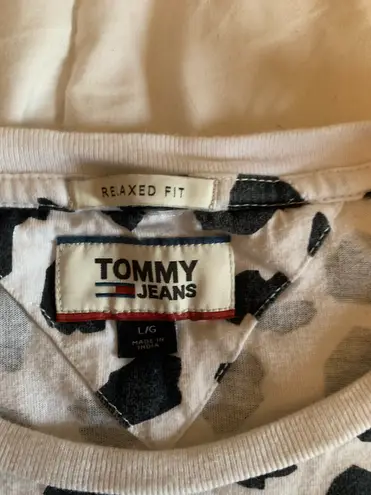 RELAXED FIT
TOMMY
JEANS
L/G
MADE IN
INDIA